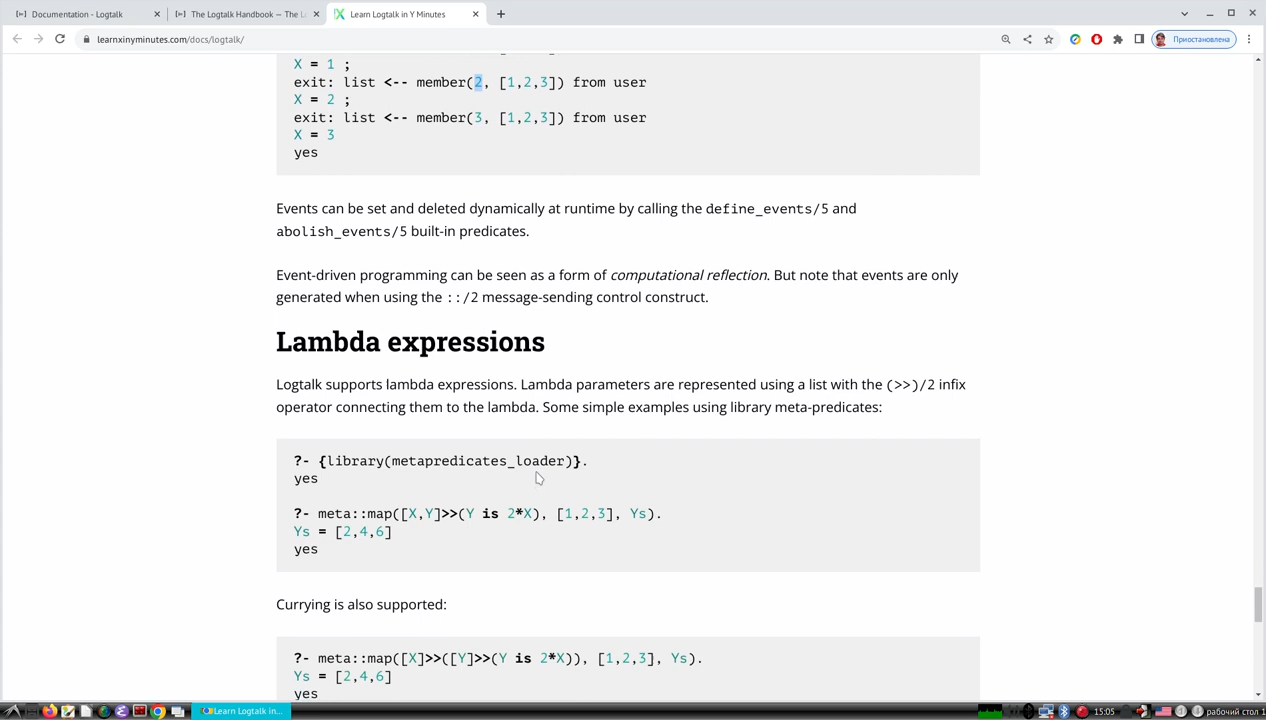 Documentation - Logtalk
The Logtalk Handbook — The L
Learn Logtalk in Y Minutes
learnxinyminutes.com/docs/logtalk/
Приостановлена
X = 1 ;
exit: list <-- member(2, [1,2,3]) from user
X = 2 ;
exit: list <-- member(3, [1,2,3]) from user
X = 3
yes
Events can be set and deleted dynamically at runtime by calling the define_events/5 and
abolish_events/5 built-in predicates.
Event-driven programming can be seen as a form of computational reflection. But note that events are only
generated when using the ::/2 message-sending control construct.
Lambda expressions
Logtalk supports lambda expressions. Lambda parameters are represented using a list with the (>>)/2 infix
operator connecting them to the lambda. Some simple examples using library meta-predicates:
?- {library(metapredicates_loader)}.
yes
?- meta::map([X,Y]>>(Y is 2*X), [1,2,3], Ys).
Ys = [2,4,6]
yes
Currying is also supported:
?- meta::map([X]>>([Y]>>(Y is 2*X)), [1,2,3], Ys).
Ys = [2,4,6]
yes
Learn Logtalk in...
15:05
рабочий стол 1